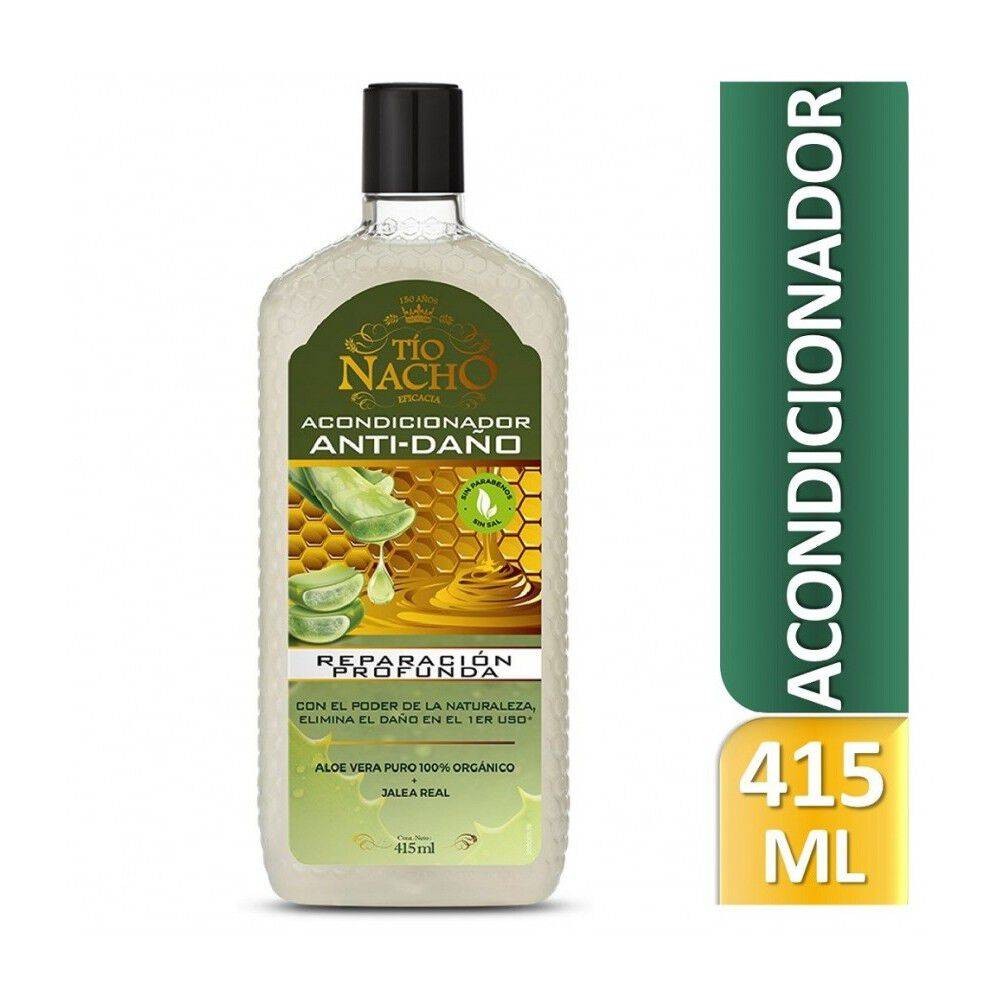 150 AÑOS
TÍO
NACHO
EFICACIA
ACONDICIONADOR
ANTI-DAÑO
SIN PARABENOS
SIN SAL
REPARACIÓN
PROFUNDA
CON EL PODER DE LA NATURALEZA,
ELIMINA EL DAÑO EN EL 1ER USO*
ALOE VERA PURO 100% ORGÁNICO
+
JALEA REAL
Cont. Neto:
415 ml
ACONDICIONADOR
415
ML